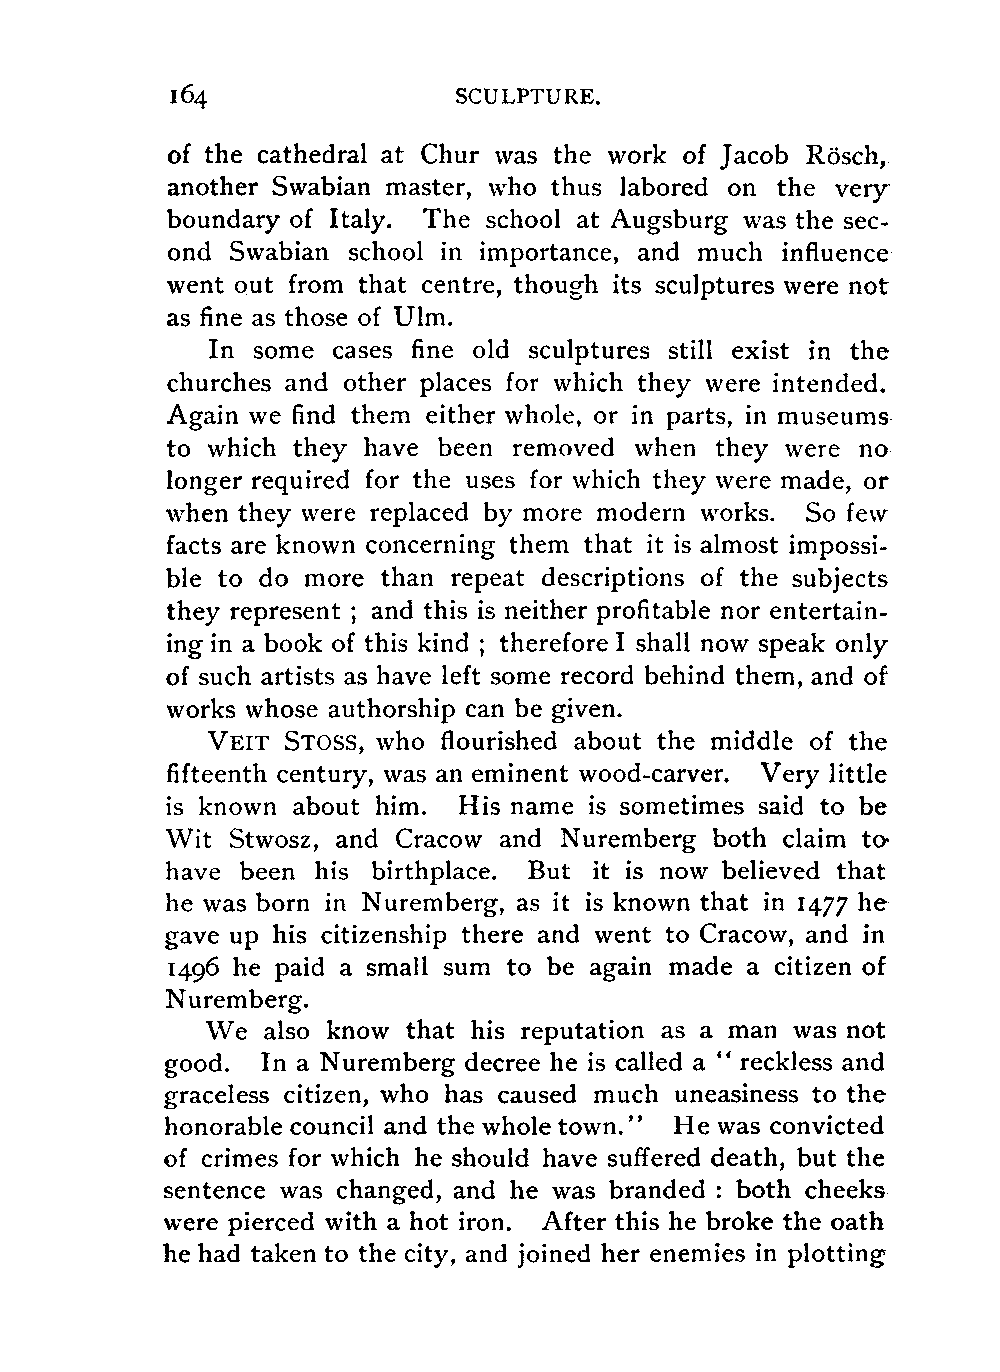 164 SCULPTURE.
of the cathedral at Chur was the work of Jacob Rösch,
another Swabian master, who thus labored on the very
boundary of Italy. The school at Augsburg was the sec-
ond Swabian school in importance, and much influence
went out from that centre, though its sculptures were not
as fine as those of Ulm.
In some cases fine old sculptures still exist in the
churches and other places for which they were intended.
Again we find them either whole, or in parts, in museums
to which they have been removed when they were no
longer required for the uses for which they were made, or
when they were replaced by more modern works. So few
facts are known concerning them that it is almost impossi-
ble to do more than repeat descriptions of the subjects
they represent ; and this is neither profitable nor entertain-
ing in a book of this kind ; therefore I shall now speak only
of such artists as have left some record behind them, and of
works whose authorship can be given.
VEIT STOSS, who flourished about the middle of the
fifteenth century, was an eminent wood-carver. Very little
is known about him. His name is sometimes said to be
Wit Stwosz, and Cracow and Nuremberg both claim to
have been his birthplace. But it is now believed that
he was born in Nuremberg, as it is known that in 1477 he
gave up his citizenship there and went to Cracow, and in
1496 he paid a small sum to be again made a citizen of
Nuremberg.
We also know that his reputation as a man was not
good. In a Nuremberg decree he is called a “ reckless and
graceless citizen, who has caused much uneasiness to the
honorable council and the whole town.” He was convicted
of crimes for which he should have suffered death, but the
sentence was changed, and he was branded : both cheeks
were pierced with a hot iron. After this he broke the oath
he had taken to the city, and joined her enemies in plotting